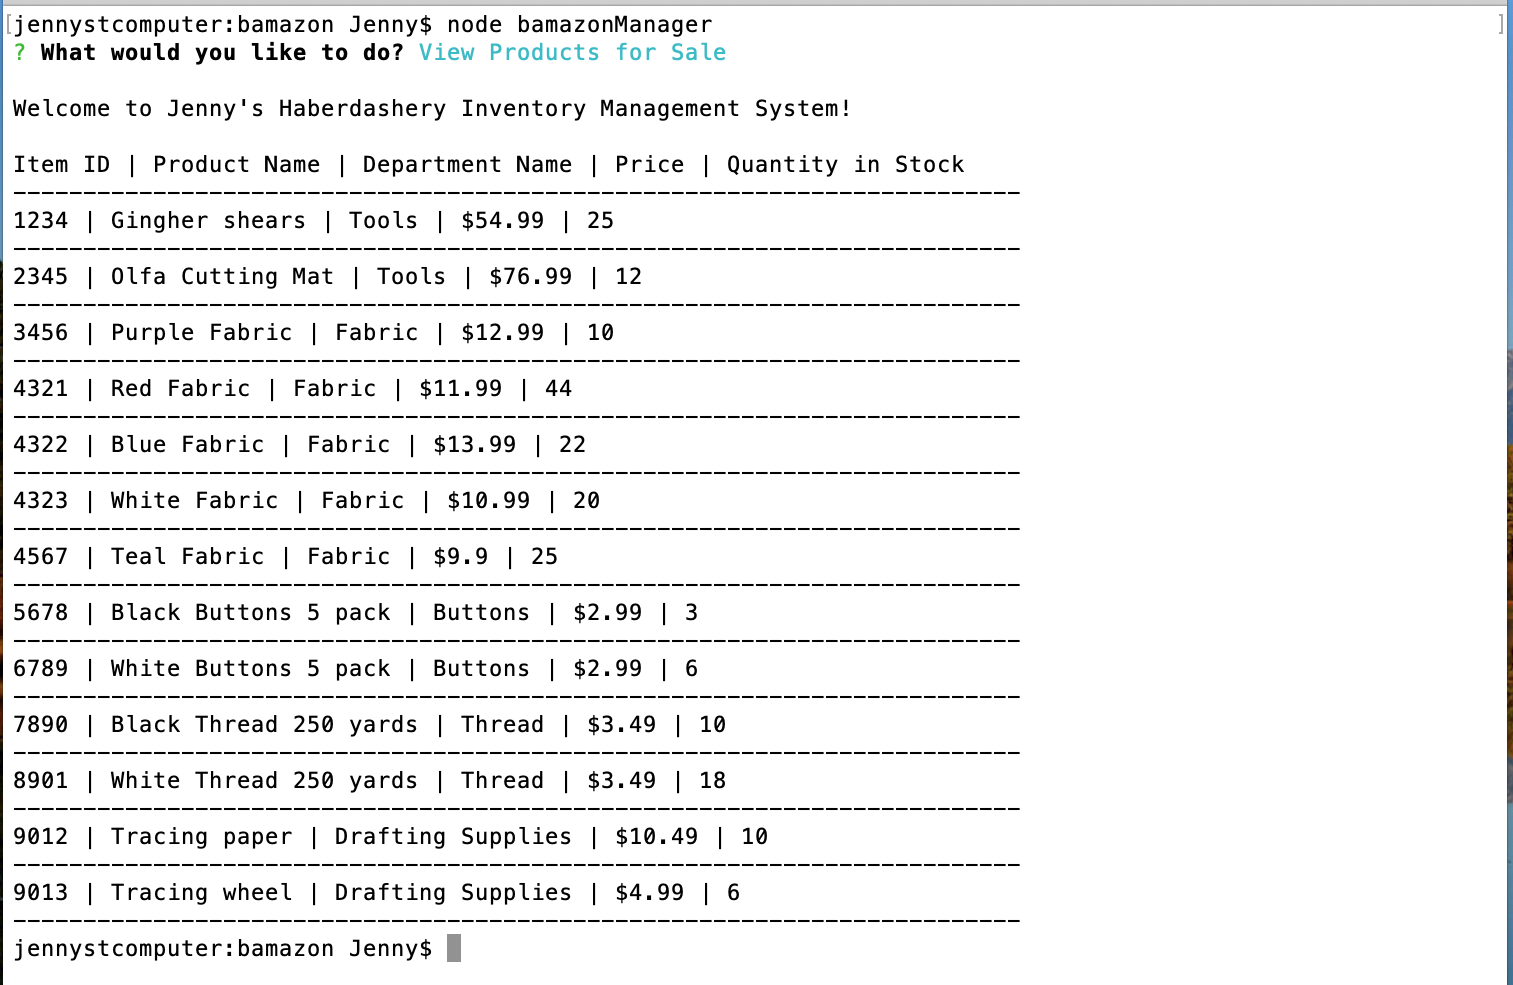 [jennystcomputer:bamazon Jenny$ node bamazonManager ]
? What would you like to do? View Products for Sale
Welcome to Jenny's Haberdashery Inventory Management System!
Item ID | Product Name | Department Name | Price | Quantity in Stock
------------------------------------------------------------------------
1234 | Gingher shears | Tools | $54.99 | 25
------------------------------------------------------------------------
2345 | Olfa Cutting Mat | Tools | $76.99 | 12
------------------------------------------------------------------------
3456 | Purple Fabric | Fabric | $12.99 | 10
------------------------------------------------------------------------
4321 | Red Fabric | Fabric | $11.99 | 44
------------------------------------------------------------------------
4322 | Blue Fabric | Fabric | $13.99 | 22
------------------------------------------------------------------------
4323 | White Fabric | Fabric | $10.99 | 20
------------------------------------------------------------------------
4567 | Teal Fabric | Fabric | $9.9 | 25
------------------------------------------------------------------------
5678 | Black Buttons 5 pack | Buttons | $2.99 | 3
------------------------------------------------------------------------
6789 | White Buttons 5 pack | Buttons | $2.99 | 6
------------------------------------------------------------------------
7890 | Black Thread 250 yards | Thread | $3.49 | 10
------------------------------------------------------------------------
8901 | White Thread 250 yards | Thread | $3.49 | 18
------------------------------------------------------------------------
9012 | Tracing paper | Drafting Supplies | $10.49 | 10
------------------------------------------------------------------------
9013 | Tracing wheel | Drafting Supplies | $4.99 | 6
------------------------------------------------------------------------
jennystcomputer:bamazon Jenny$